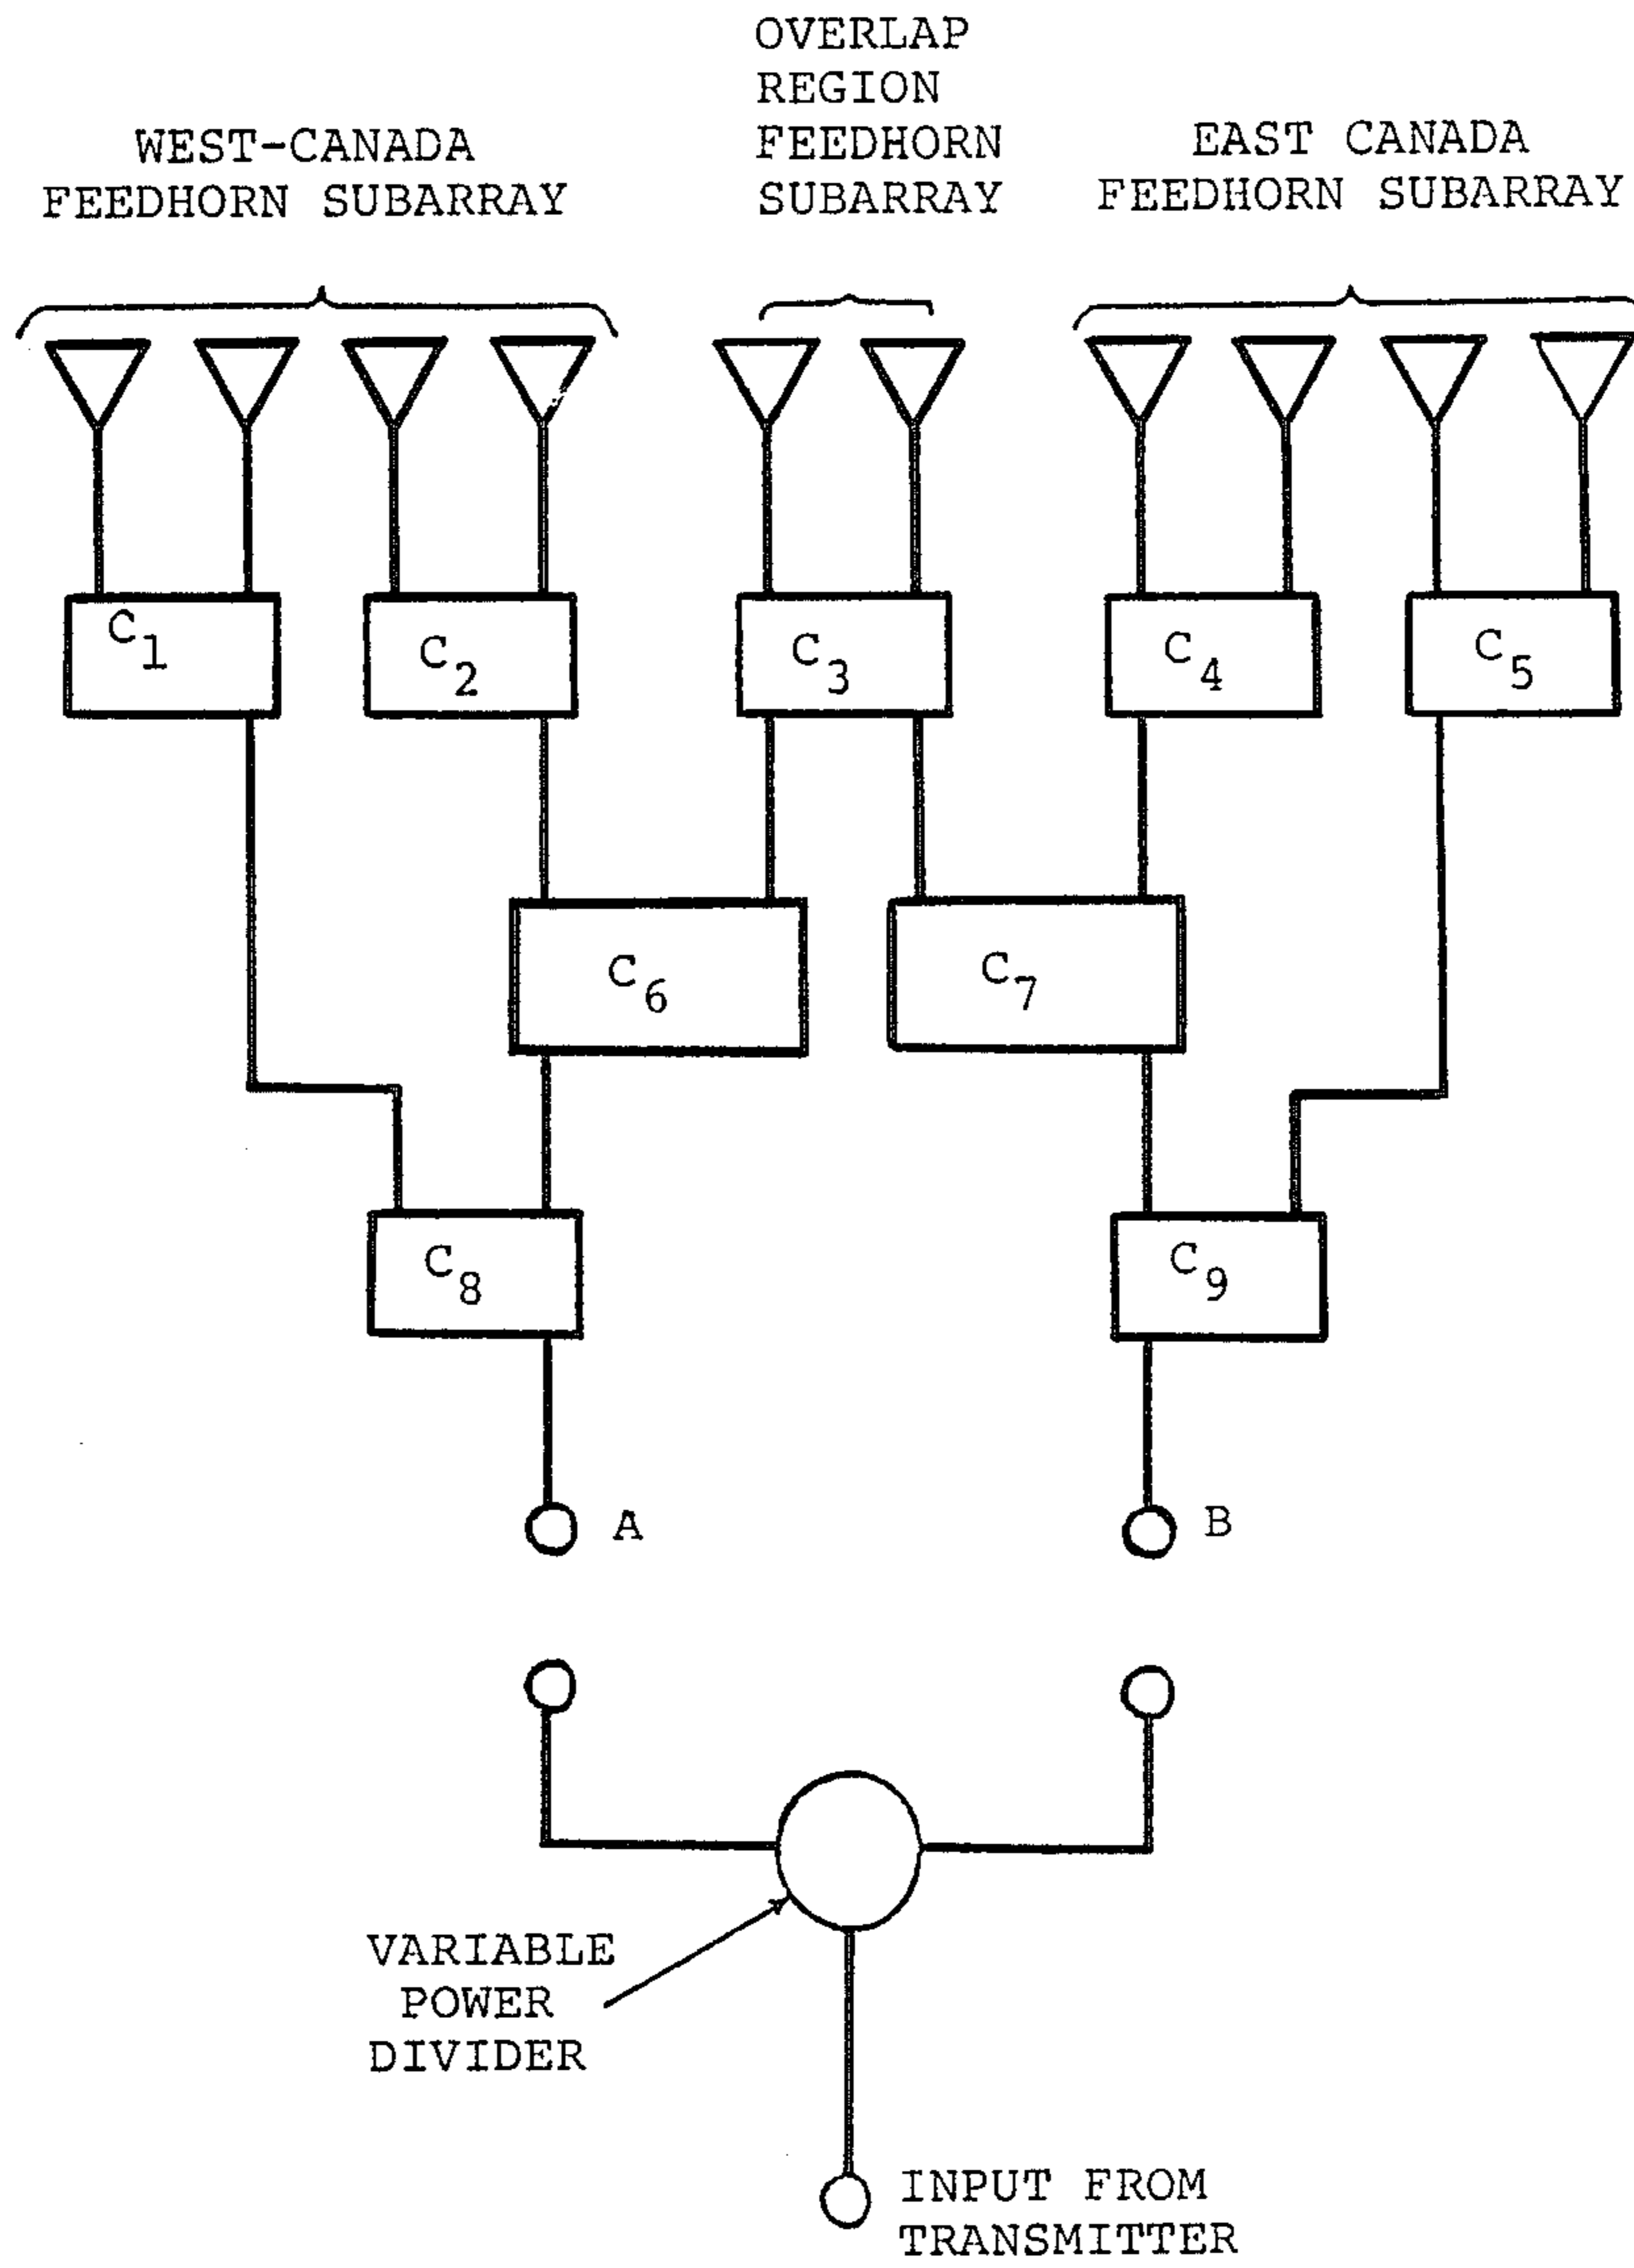 OVERLAP
REGION
FEEDHORN
SUBARRAY
WEST-CANADA
FEEDHORN SUBARRAY
EAST CANADA
FEEDHORN SUBARRAY
C1
C2
C3
C4
C5
C6
C7
C8
C9
A
B
VARIABLE
POWER
DIVIDER
INPUT FROM
TRANSMITTER